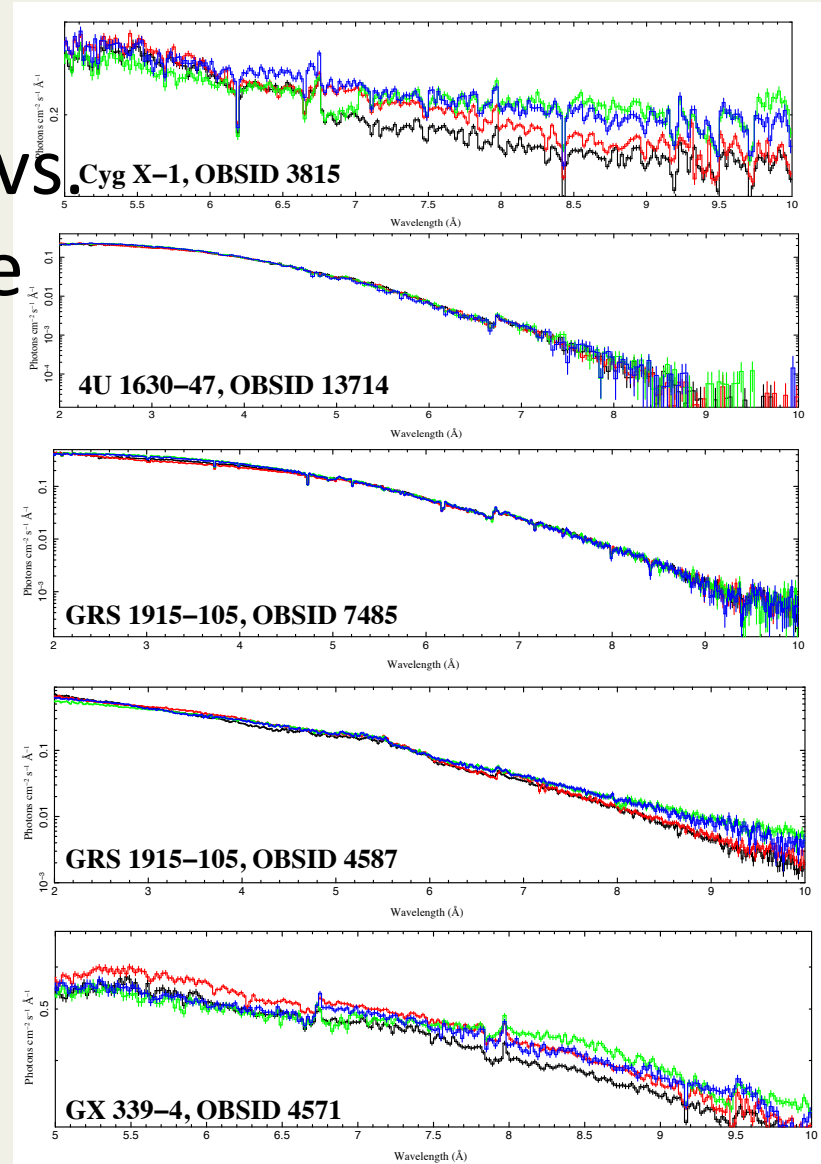 vs.
e
Photons cm⁻² s⁻¹ Å⁻¹
0.2
Cyg X−1, OBSID 3815
5 5.5 6 6.5 7 7.5 8 8.5 9 9.5 10
Wavelength (Å)
Photons cm⁻² s⁻¹ Å⁻¹
0.1
0.01
10⁻³
10⁻⁴
4U 1630−47, OBSID 13714
2 3 4 5 6 7 8 9 10
Wavelength (Å)
Photons cm⁻² s⁻¹ Å⁻¹
0.1
0.01
10⁻³
GRS 1915−105, OBSID 7485
2 3 4 5 6 7 8 9 10
Wavelength (Å)
Photons cm⁻² s⁻¹ Å⁻¹
0.1
0.01
10⁻³
GRS 1915−105, OBSID 4587
2 3 4 5 6 7 8 9 10
Wavelength (Å)
Photons cm⁻² s⁻¹ Å⁻¹
0.5
GX 339−4, OBSID 4571
5 5.5 6 6.5 7 7.5 8 8.5 9 9.5 10
Wavelength (Å)